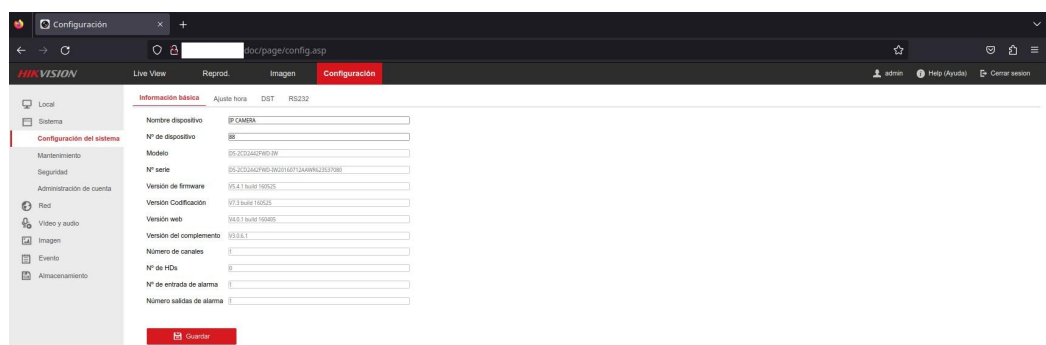 Configuración
doc/page/config.asp
HIKVISION Live View Reprod. Imagen Configuración admin Help (Ayuda) Cerrar sesion
Información básica Ajuste hora DST RS232
Local
Sistema
Configuración del sistema
Mantenimiento
Seguridad
Administración de cuenta
Red
Vídeo y audio
Imagen
Evento
Almacenamiento
Nombre dispositivo IP CAMERA
Nº de dispositivo
Modelo DS-2CD2442FWD-IW
Nº serie
Versión de firmware V5.4.1 build 160525
Versión Codificación V7.3 build 160525
Versión web V4.0.1 build 160405
Versión del complemento V3.0.6.1
Número de canales 1
Nº de HDs 0
Nº de entrada de alarma 1
Número salidas de alarma 1
Guardar